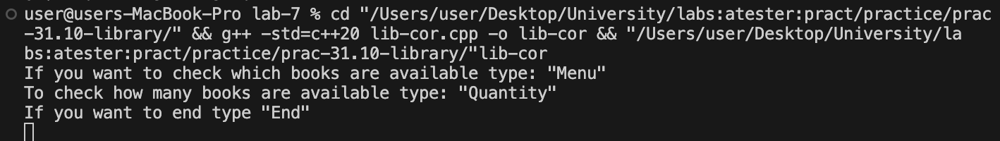 user@users-MacBook-Pro lab-7 % cd "/Users/user/Desktop/University/labs:atester:pract/practice/prac
-31.10-library/" && g++ -std=c++20 lib-cor.cpp -o lib-cor && "/Users/user/Desktop/University/la
bs:atester:pract/practice/prac-31.10-library/"lib-cor
If you want to check which books are available type: "Menu"
To check how many books are available type: "Quantity"
If you want to end type "End"